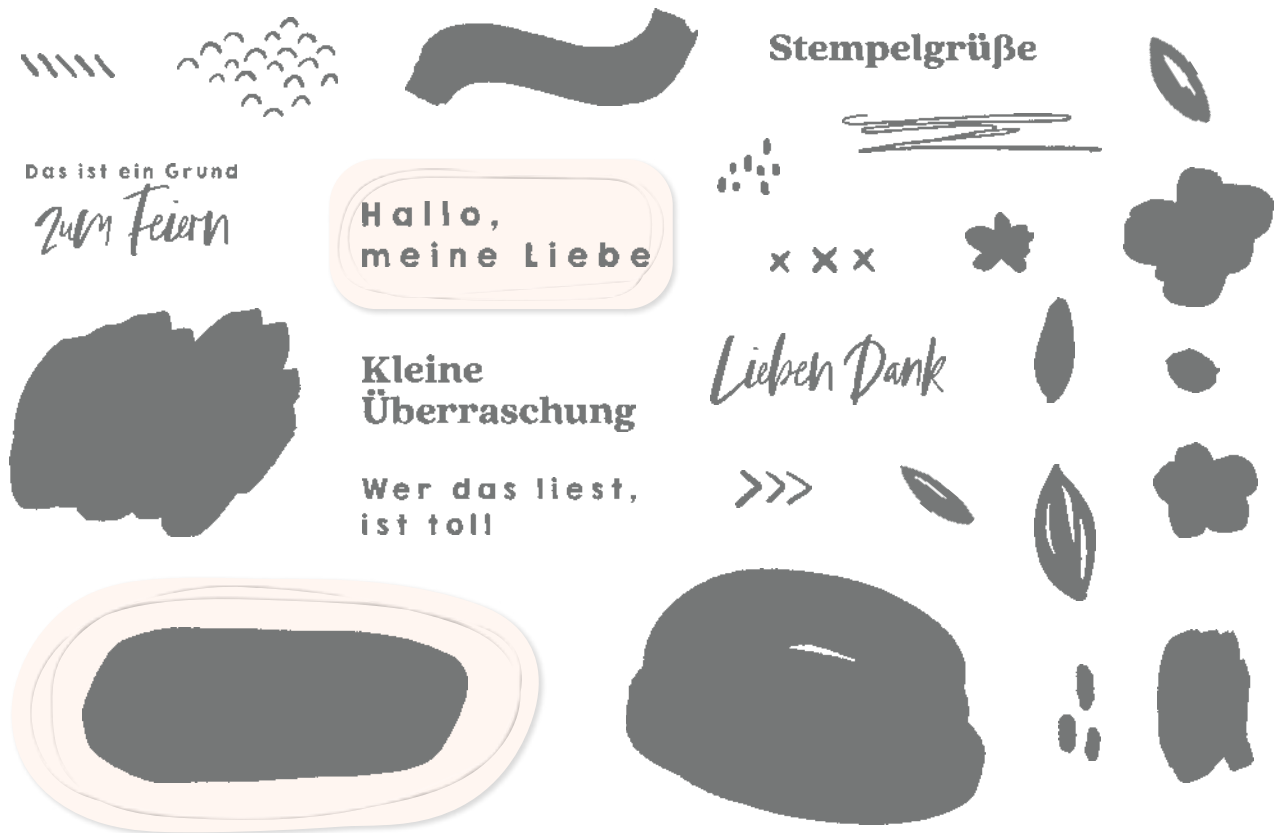 Stempelgrüße
Das ist ein Grund
zum Feiern
Hallo,
meine Liebe
Kleine
Überraschung
Lieben Dank
Wer das liest,
ist toll